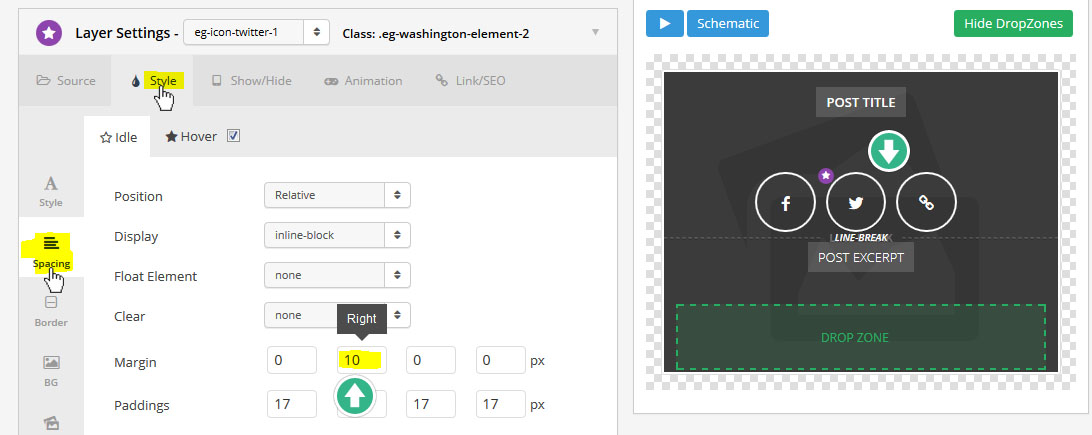 Layer Settings - eg-icon-twitter-1 Class: .eg-washington-element-2
Source Style Show/Hide Animation Link/SEO
Idle Hover
Style
Spacing
Border
BG
Position Relative
Display inline-block
Float Element none
Clear none
Right
Margin 0 10 0 0 px
Paddings 17 17 17 px
Schematic Hide DropZones
POST TITLE
LINE-BREAK
POST EXCERPT
DROP ZONE